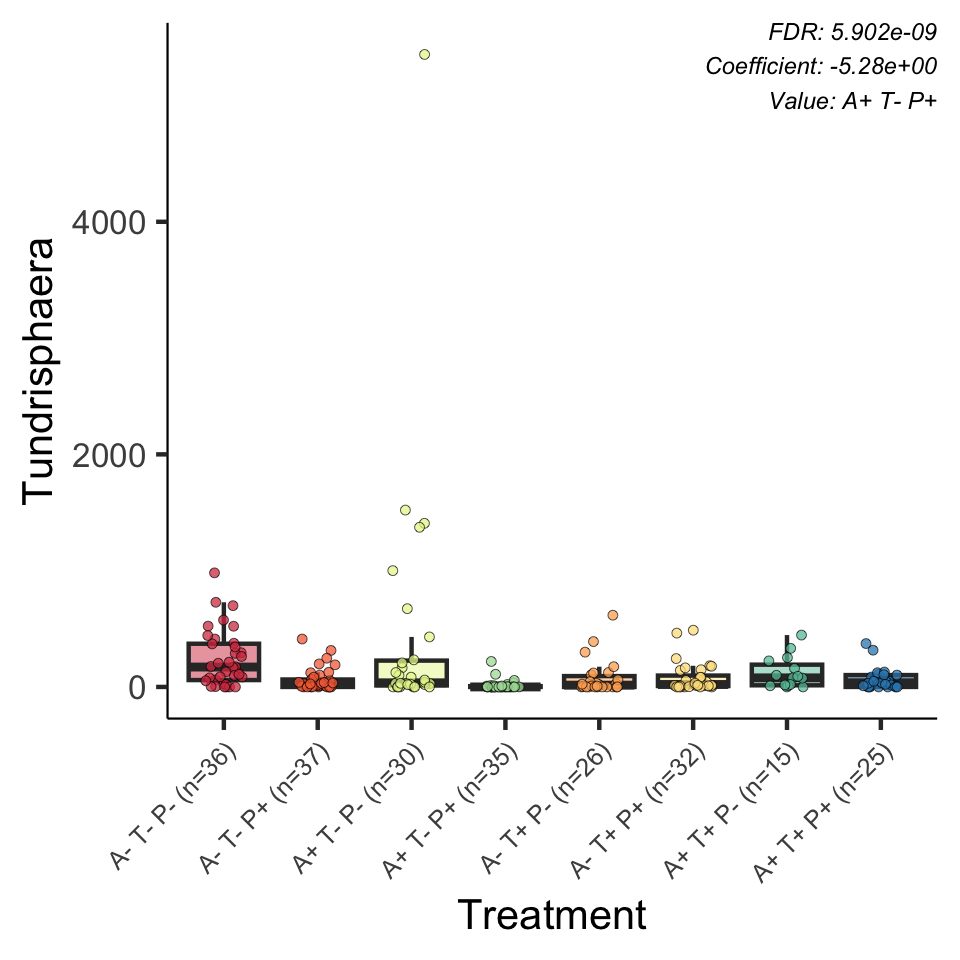 FDR: 5.902e-09
Coefficient: -5.28e+00
Value: A+ T- P+
Tundrisphaera
4000
2000
0
A- T- P- (n=36)
A- T- P+ (n=37)
A+ T- P- (n=30)
A+ T- P+ (n=35)
A- T+ P- (n=26)
A- T+ P+ (n=32)
A+ T+ P- (n=15)
A+ T+ P+ (n=25)
Treatment